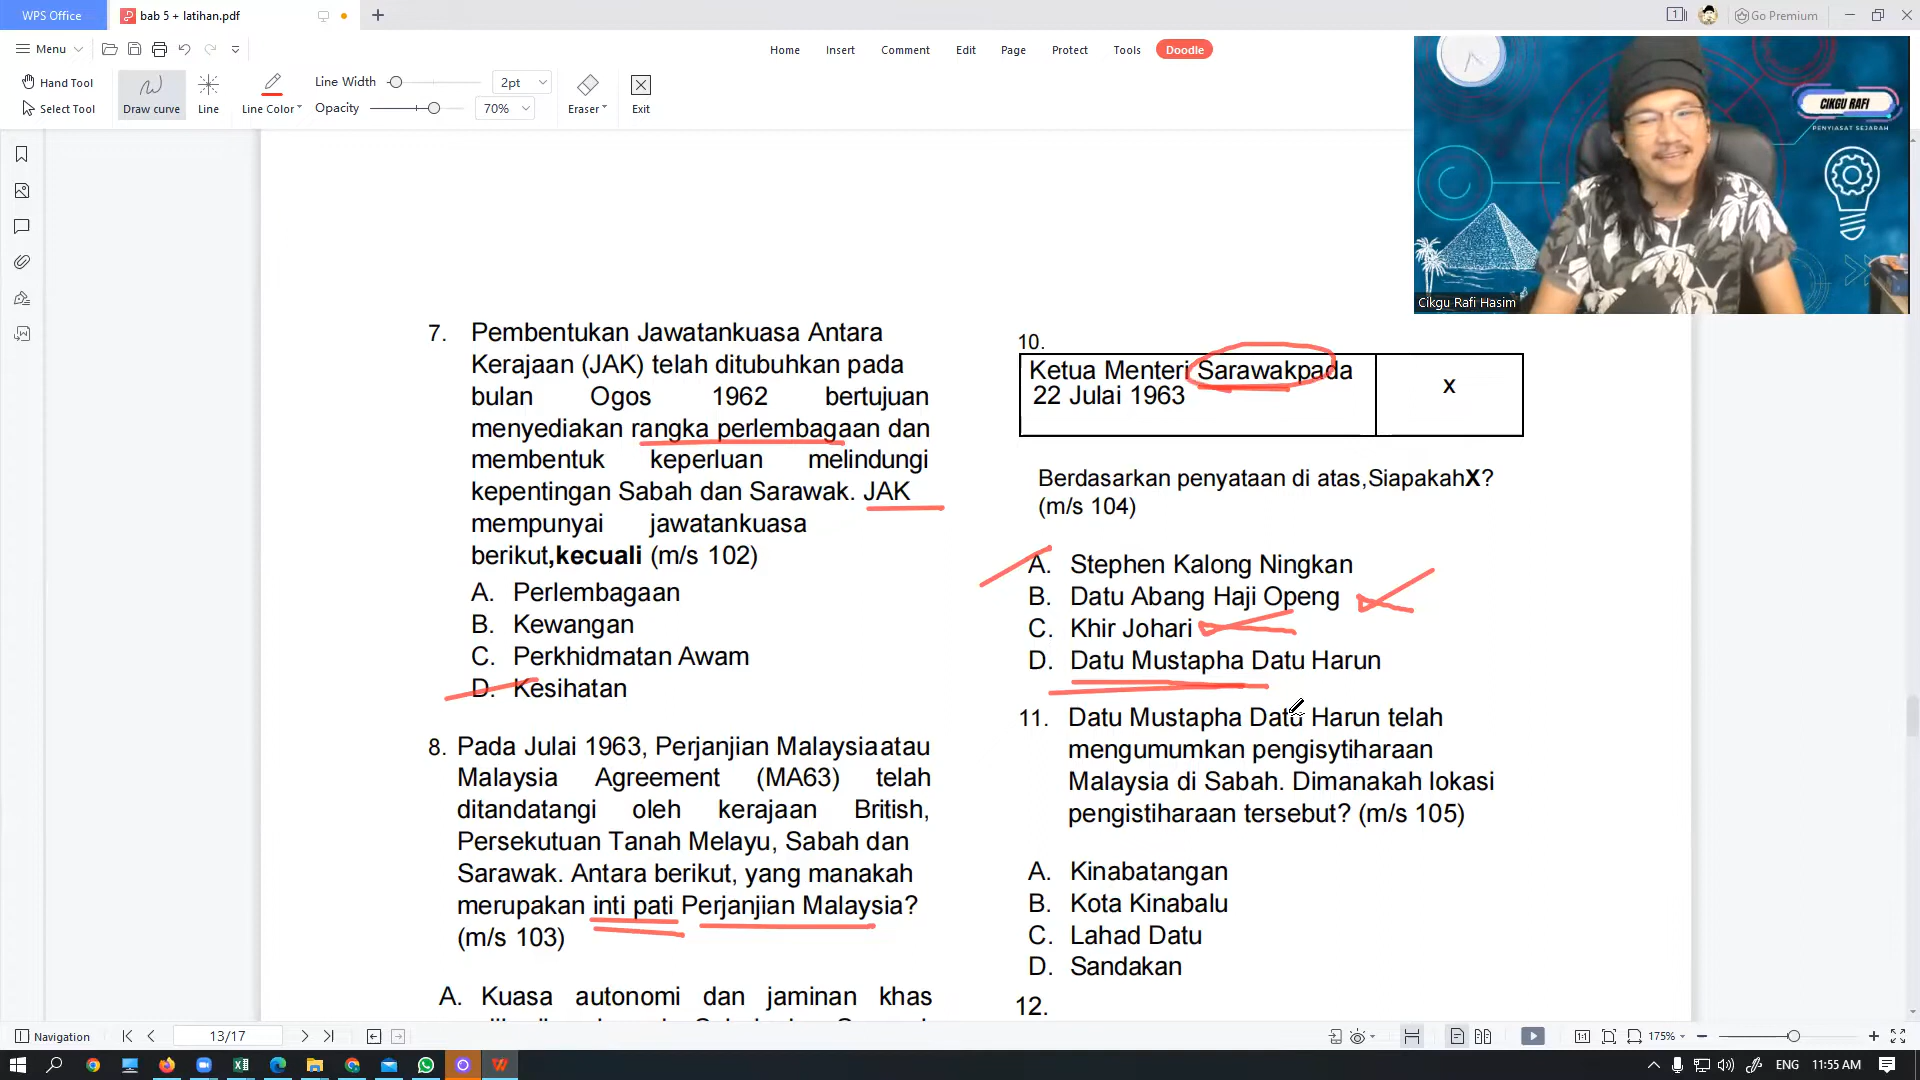 WPS Office
bab 5 + latihan.pdf
1
Go Premium
Menu
Home
Insert
Comment
Edit
Page
Protect
Tools
Doodle
Hand Tool
Select Tool
Draw curve
Line
Line Color
Line Width
2pt
Opacity
70%
Eraser
Exit
CIKGU RAFI
PENYIASAT SEJARAH
Cikgu Rafi Hasim
7. Pembentukan Jawatankuasa Antara
Kerajaan (JAK) telah ditubuhkan pada
bulan Ogos 1962 bertujuan
menyediakan rangka perlembagaan dan
membentuk keperluan melindungi
kepentingan Sabah dan Sarawak. JAK
mempunyai jawatankuasa
berikut,kecuali (m/s 102)
A. Perlembagaan
B. Kewangan
C. Perkhidmatan Awam
D. Kesihatan
8. Pada Julai 1963, Perjanjian Malaysiaatau
Malaysia Agreement (MA63) telah
ditandatangi oleh kerajaan British,
Persekutuan Tanah Melayu, Sabah dan
Sarawak. Antara berikut, yang manakah
merupakan inti pati Perjanjian Malaysia?
(m/s 103)
A. Kuasa autonomi dan jaminan khas
10.
Ketua Menteri Sarawakpada
22 Julai 1963
x
Berdasarkan penyataan di atas,SiapakahX?
(m/s 104)
A. Stephen Kalong Ningkan
B. Datu Abang Haji Openg
C. Khir Johari
D. Datu Mustapha Datu Harun
11. Datu Mustapha Datu Harun telah
mengumumkan pengisytiharaan
Malaysia di Sabah. Dimanakah lokasi
pengistiharaan tersebut? (m/s 105)
A. Kinabatangan
B. Kota Kinabalu
C. Lahad Datu
D. Sandakan
12.
Navigation
13/17
175%
ENG
11:55 AM